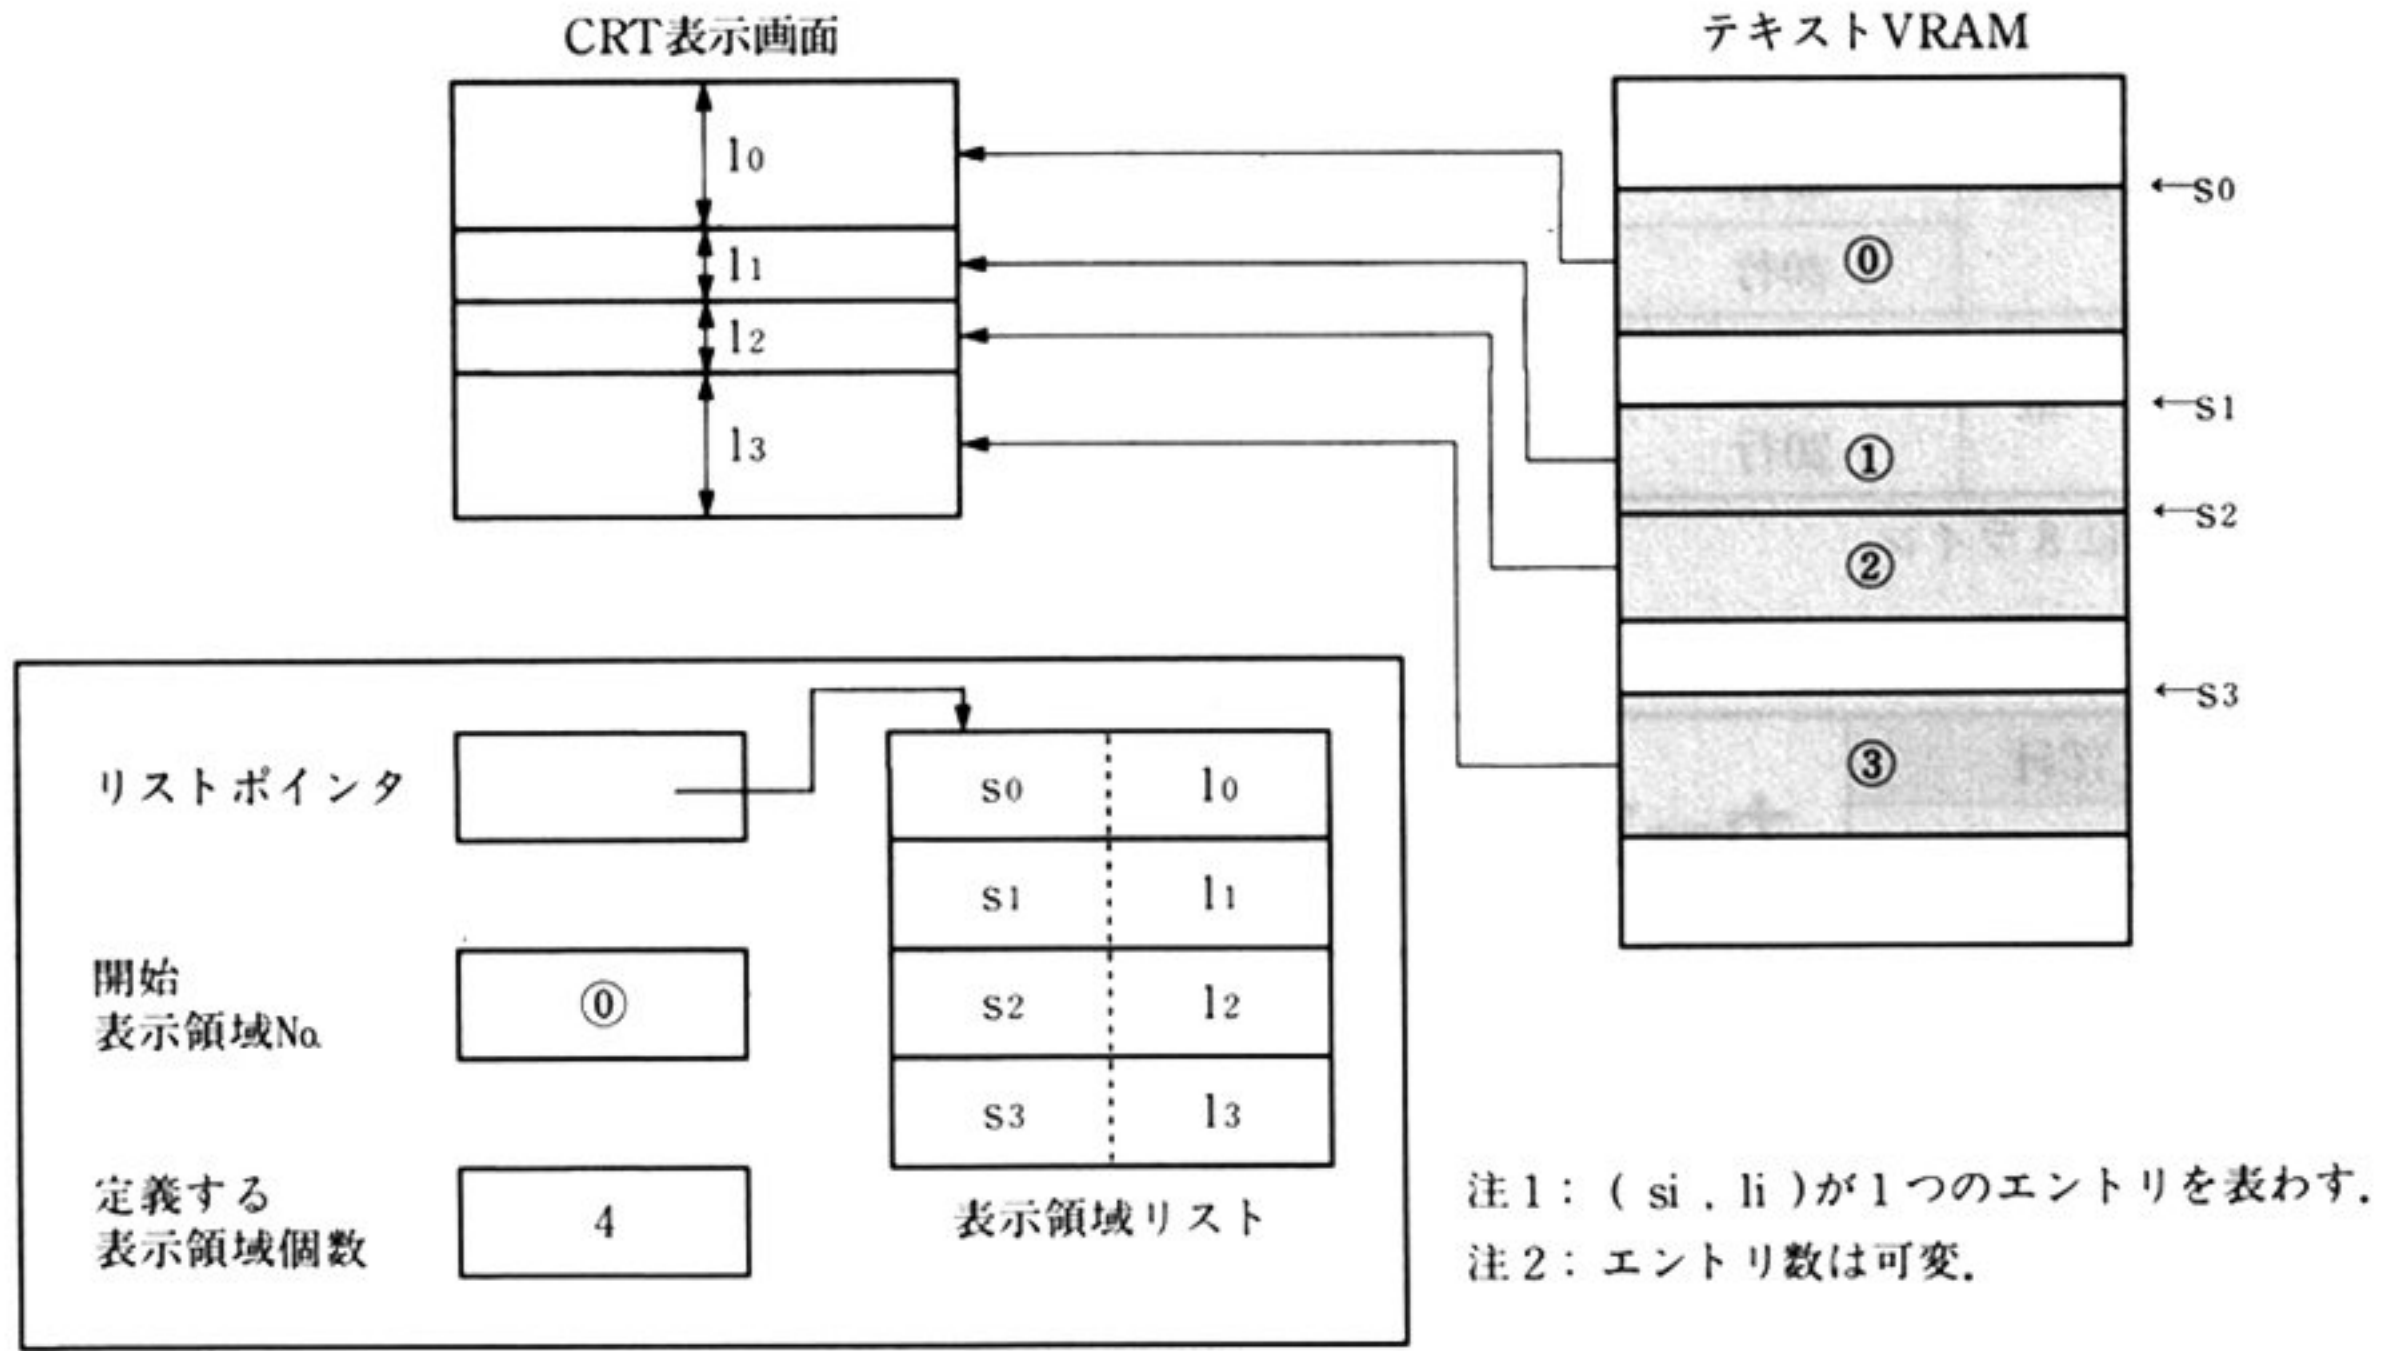 CRT表示画面
テキストVRAM
l0
l1
l2
l3
←s0
⓪
←s1
①
←s2
②
←s3
③
リストポインタ
s0 l0
s1 l1
開始
表示領域No.
⓪
s2 l2
s3 l3
定義する
表示領域個数
4
表示領域リスト
注1：( si , li )が1つのエントリを表わす.
注2：エントリ数は可変.